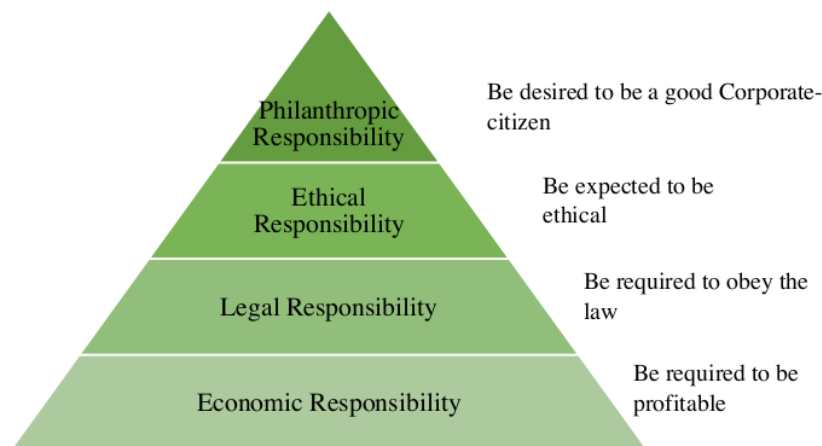 Philanthropic
Responsibility
Be desired to be a good Corporate-
citizen
Ethical
Responsibility
Be expected to be
ethical
Legal Responsibility
Be required to obey the
law
Economic Responsibility
Be required to be
profitable